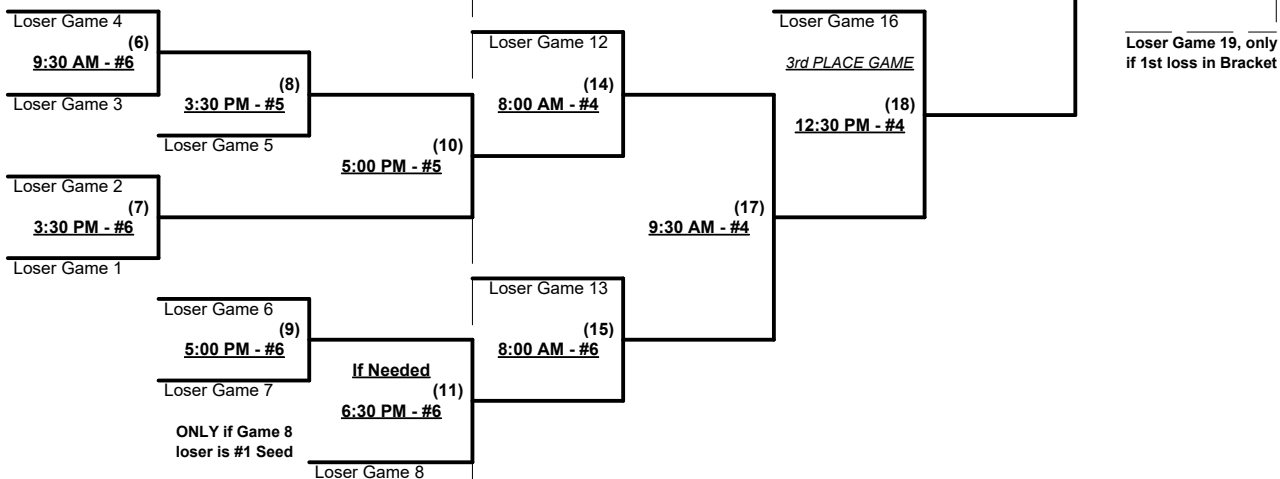 Loser Game 4
(6)
9:30 AM - #6
Loser Game 3
(8)
3:30 PM - #5
Loser Game 5
(10)
5:00 PM - #5
Loser Game 2
(7)
3:30 PM - #6
Loser Game 1
Loser Game 6
(9)
5:00 PM - #6
Loser Game 7
If Needed
(11)
6:30 PM - #6
ONLY if Game 8
loser is #1 Seed
Loser Game 8
Loser Game 12
(14)
8:00 AM - #4
(17)
9:30 AM - #4
Loser Game 13
(15)
8:00 AM - #6
Loser Game 16
3rd PLACE GAME
(18)
12:30 PM - #4
Loser Game 19, only
if 1st loss in Bracket